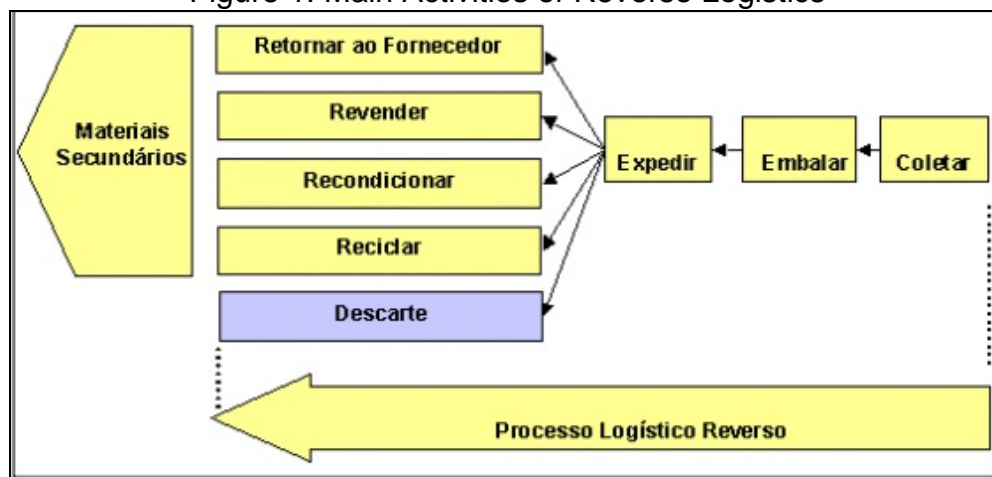 Figure 1: Main Activities of Reverse Logistics
Retornar ao Fornecedor
Revender
Materiais
Secundários
Recondicionar
Reciclar
Descarte
Expedir
Embalar
Coletar
Processo Logístico Reverso